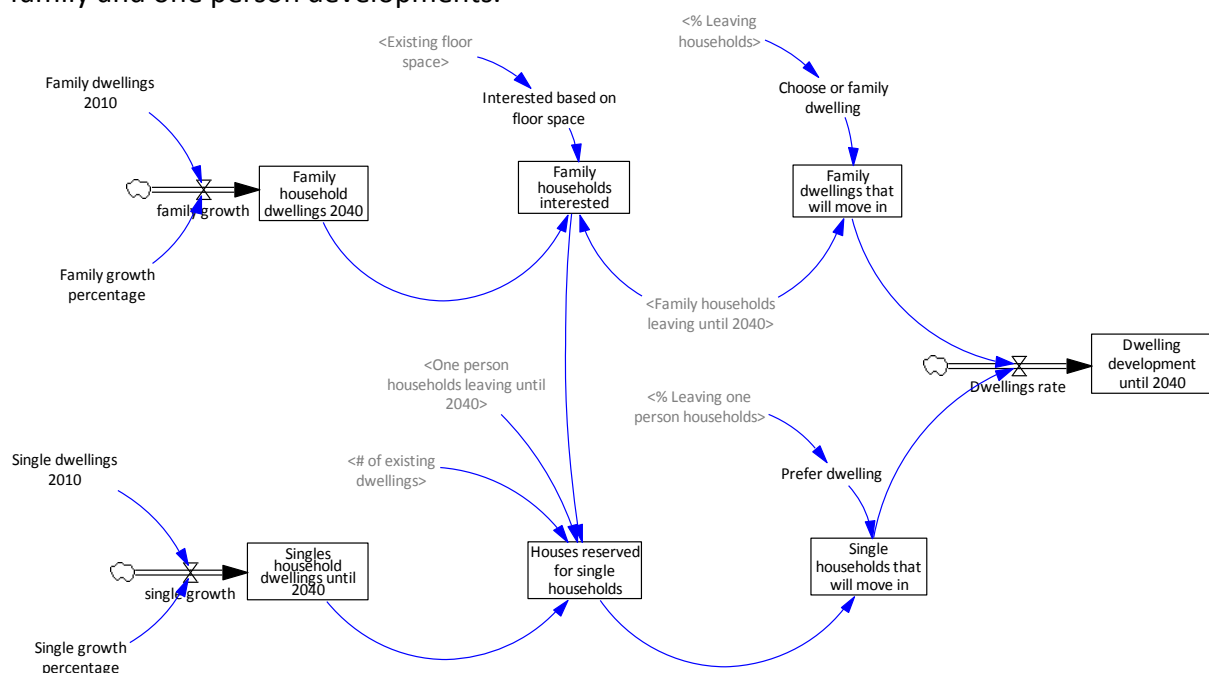 family and one person developments.
<Existing floor
space>
<% Leaving
households>
Family dwellings
2010
Interested based on
floor space
Choose or family
dwelling
Family
household
dwellings 2040
family growth
Family
households
interested
Family
dwellings that
will move in
Family growth
percentage
<Family households
leaving until 2040>
<One person
households leaving until
2040>
Dwelling
development
until 2040
Dwellings rate
<% Leaving one
person households>
Single dwellings
2010
<# of existing
dwellings>
Prefer dwelling
Singles
household
dwellings until
2040
single growth
Houses reserved
for single
households
Single
households that
will move in
Single growth
percentage